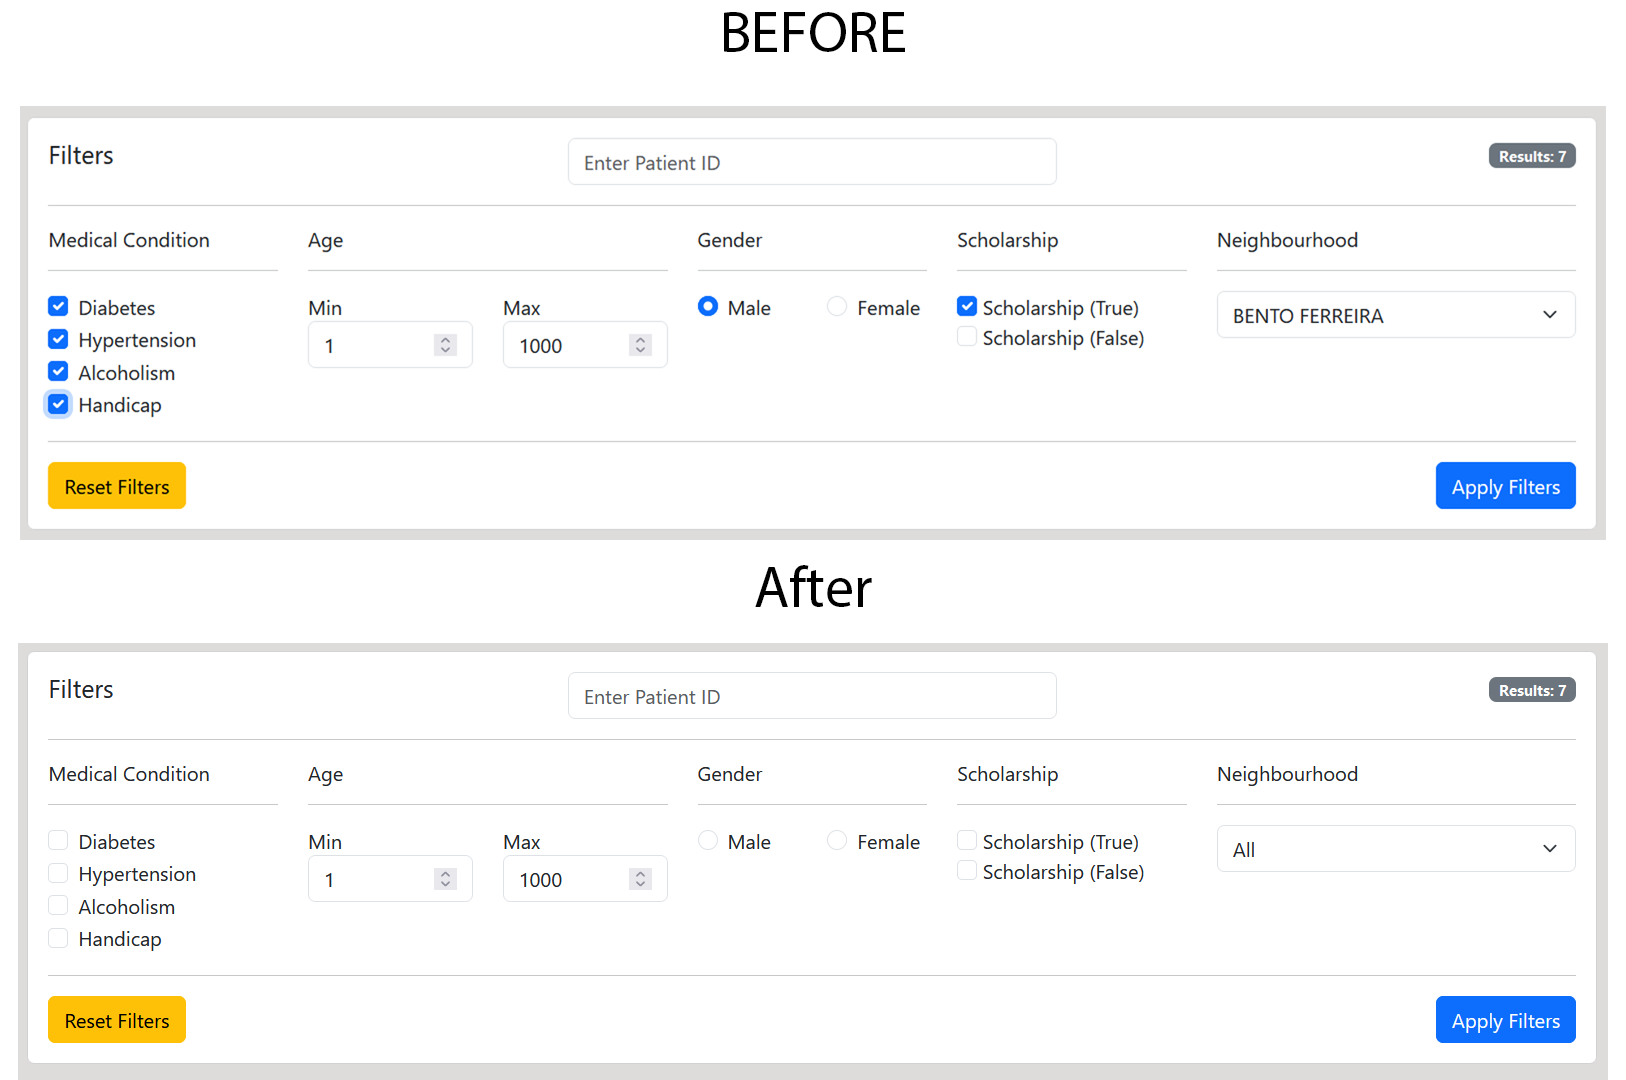 BEFORE
Filters
Enter Patient ID
Results: 7
Medical Condition
Age
Gender
Scholarship
Neighbourhood
Diabetes
Hypertension
Alcoholism
Handicap
Min
Max
1
1000
Male
Female
Scholarship (True)
Scholarship (False)
BENTO FERREIRA
Reset Filters
Apply Filters
After
Filters
Enter Patient ID
Results: 7
Medical Condition
Age
Gender
Scholarship
Neighbourhood
Diabetes
Hypertension
Alcoholism
Handicap
Min
Max
1
1000
Male
Female
Scholarship (True)
Scholarship (False)
All
Reset Filters
Apply Filters